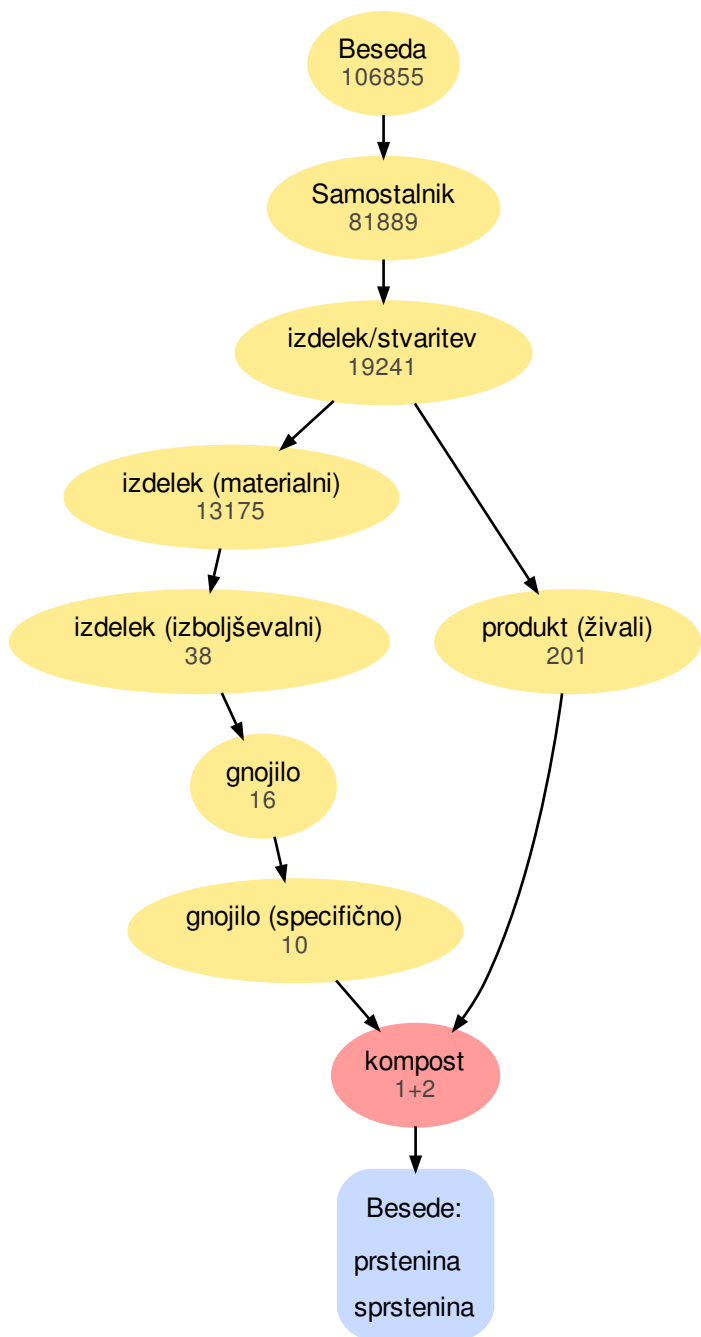 Beseda
106855
Samostalnik
81889
izdelek/stvaritev
19241
izdelek (materialni)
13175
izdelek (izboljševalni)
38
produkt (živali)
201
gnojilo
16
gnojilo (specifično)
10
kompost
1+2
Besede:
prstenina
sprstenina